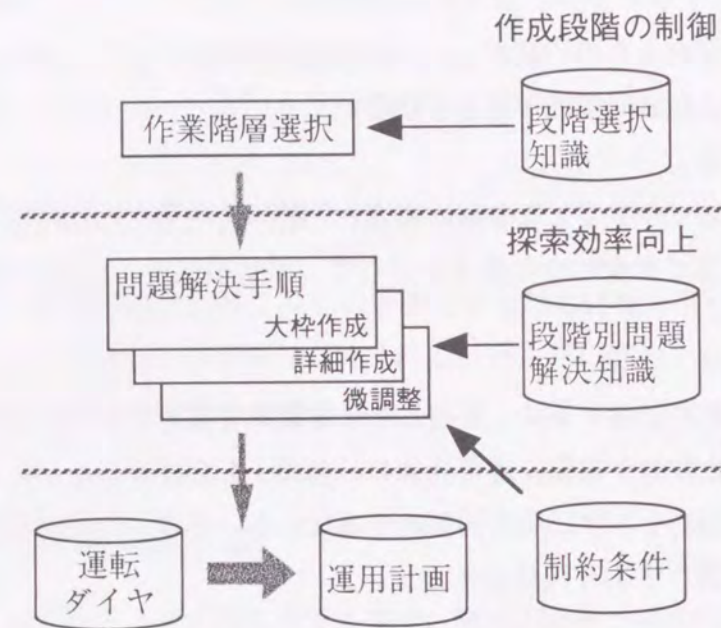 作成段階の制御
作業階層選択
段階選択
知識
探索効率向上
問題解決手順
大枠作成
詳細作成
微調整
段階別問題
解決知識
運転
ダイヤ
運用計画
制約条件